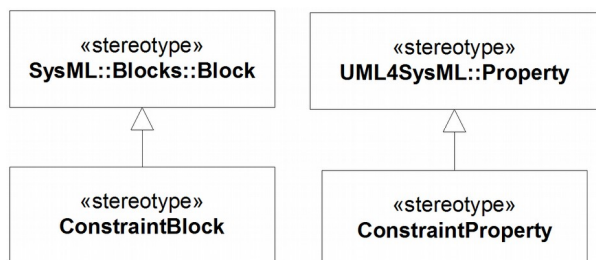 «stereotype»
SysML::Blocks::Block
«stereotype»
UML4SysML::Property
«stereotype»
ConstraintBlock
«stereotype»
ConstraintProperty